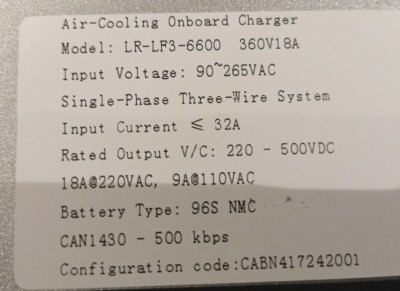 Air-Cooling Onboard Charger
Model: LR-LF3-6600 360V18A
Input Voltage: 90~265VAC
Single-Phase Three-Wire System
Input Current ≤ 32A
Rated Output V/C: 220 - 500VDC
18A@220VAC, 9A@110VAC
Battery Type: 96S NMC
CAN1430 - 500 kbps
Configuration code:CABN417242001